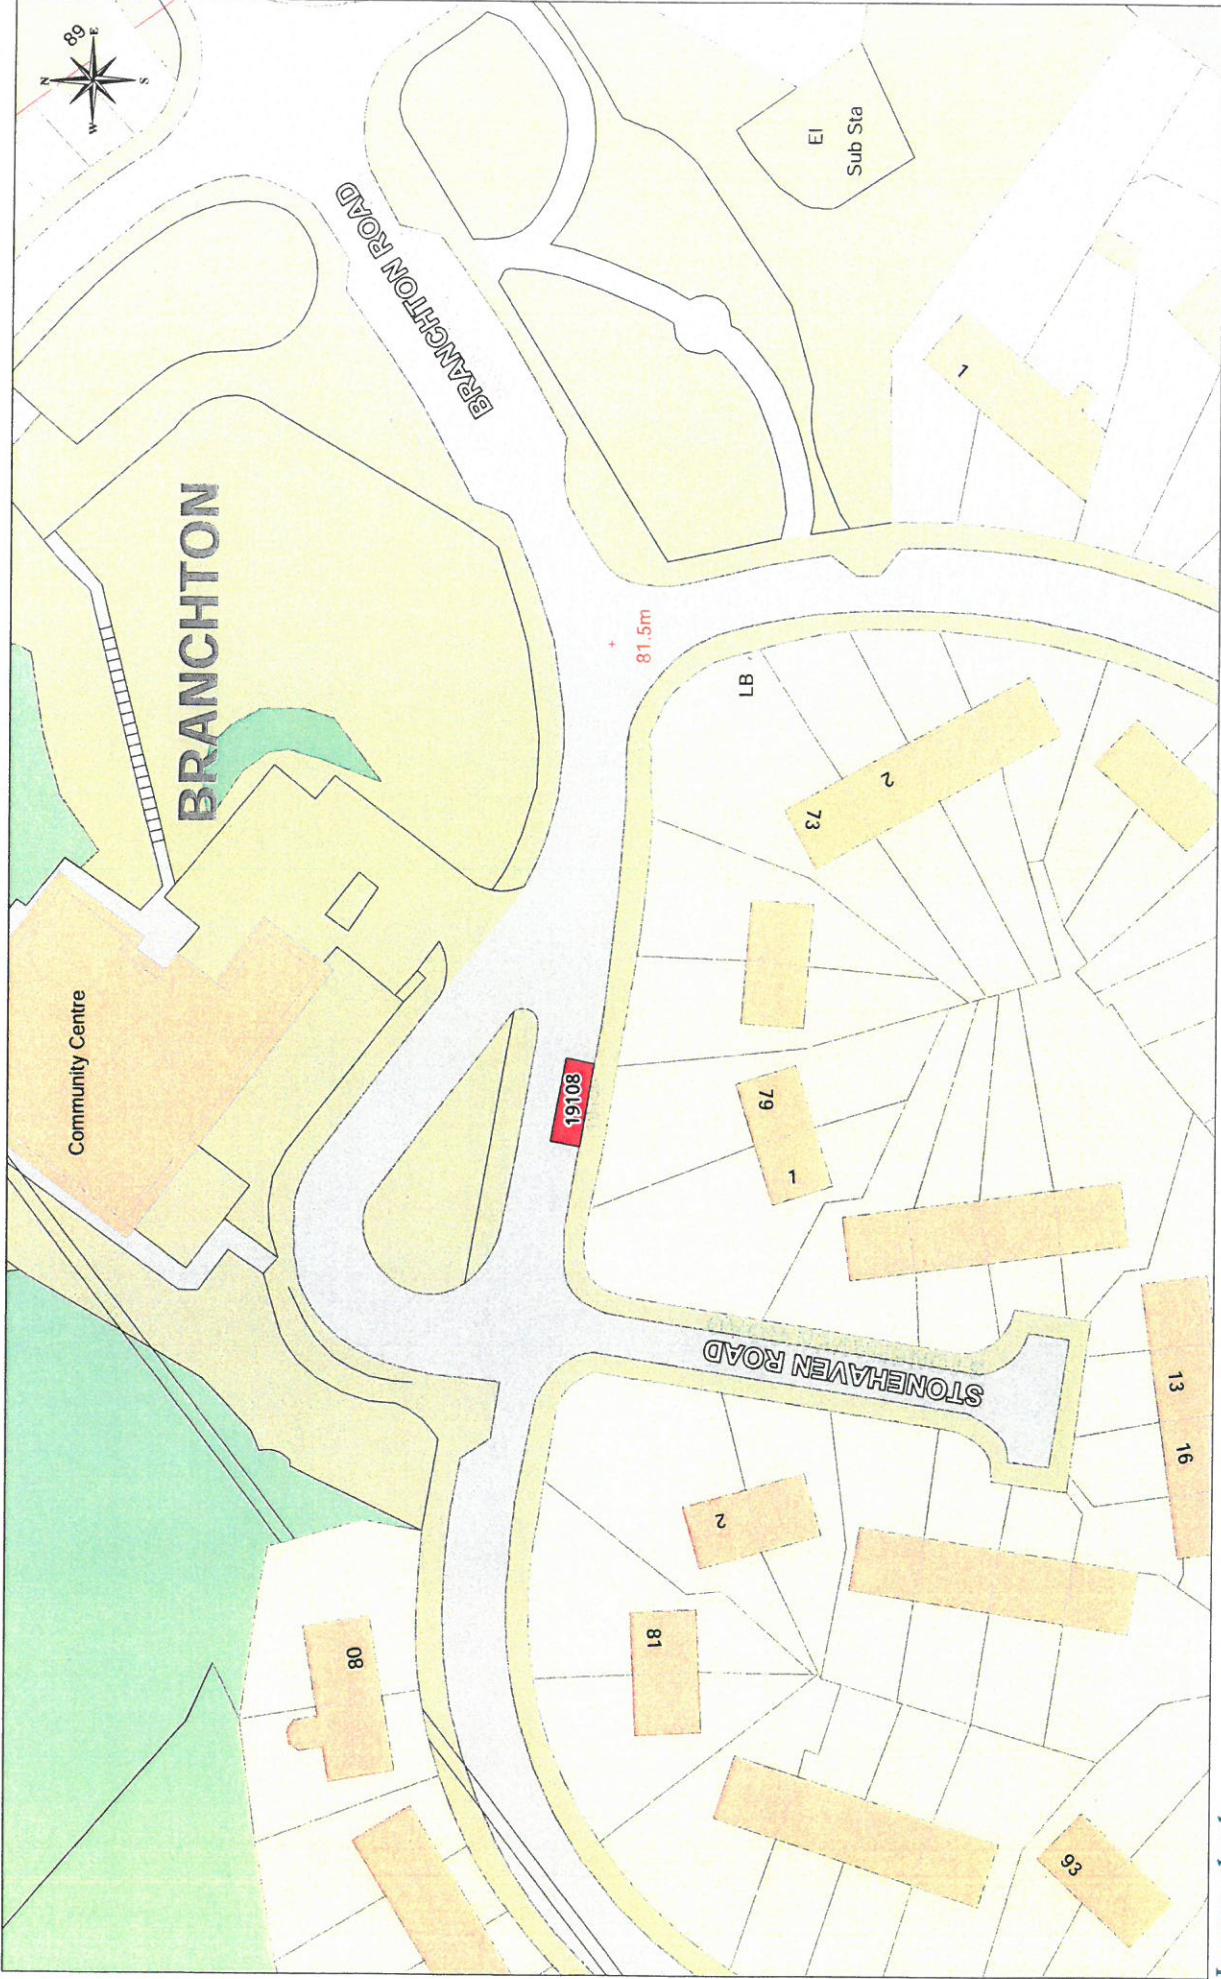 N
E
S
W
BRANCHTON ROAD
El
Sub Sta
1
BRANCHTON
81.5m
LB
2
73
Community Centre
19108
79
1
STONEHAVEN ROAD
13
16
2
81
80
93